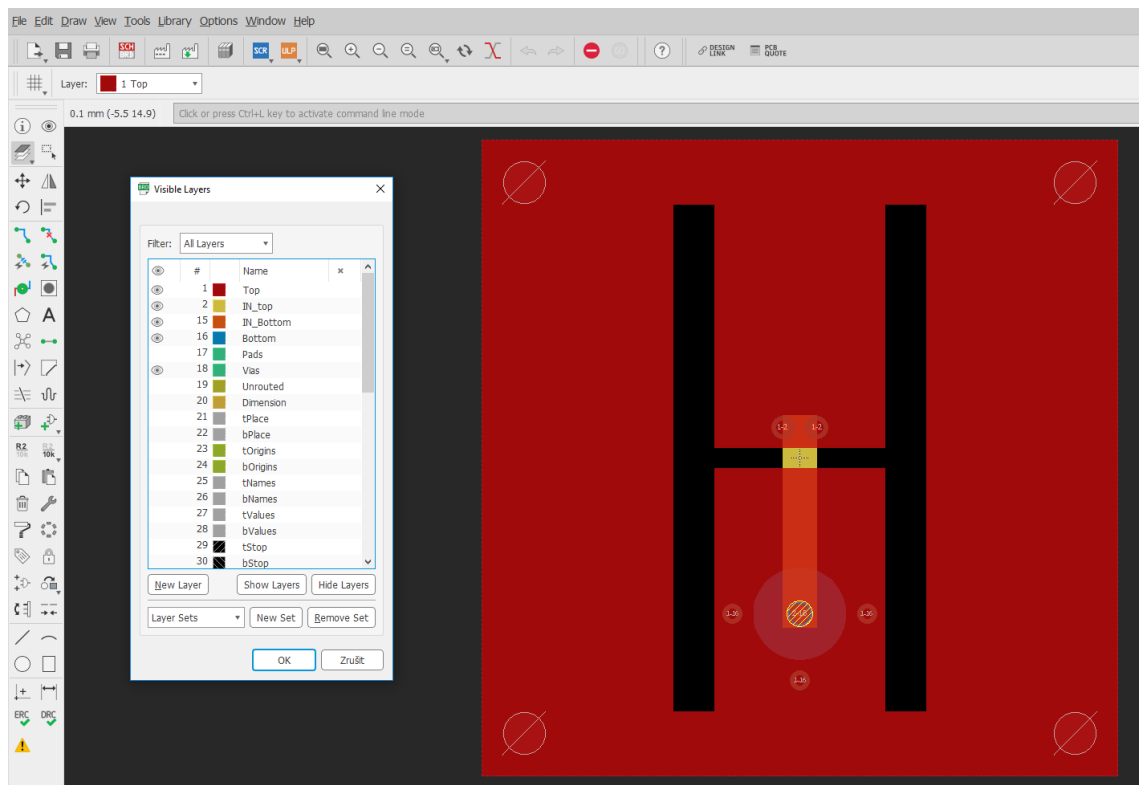 File Edit Draw View Tools Library Options Window Help
SCH SCR ULP DESIGN LINK PCB QUOTE
Layer: 1 Top
0.1 mm (-5.5 14.9) Click or press Ctrl+L key to activate command line mode
Visible Layers
Filter: All Layers
# Name
1 Top
2 IN_top
15 IN_Bottom
16 Bottom
17 Pads
18 Vias
19 Unrouted
20 Dimension
21 tPlace
22 bPlace
23 tOrigins
24 bOrigins
25 tNames
26 bNames
27 tValues
28 bValues
29 tStop
30 bStop
New Layer Show Layers Hide Layers
Layer Sets New Set Remove Set
OK Zrušit
1-2 1-2
1-16 1-16
1-16
A
R2 10k R2 10k
ERC DRC